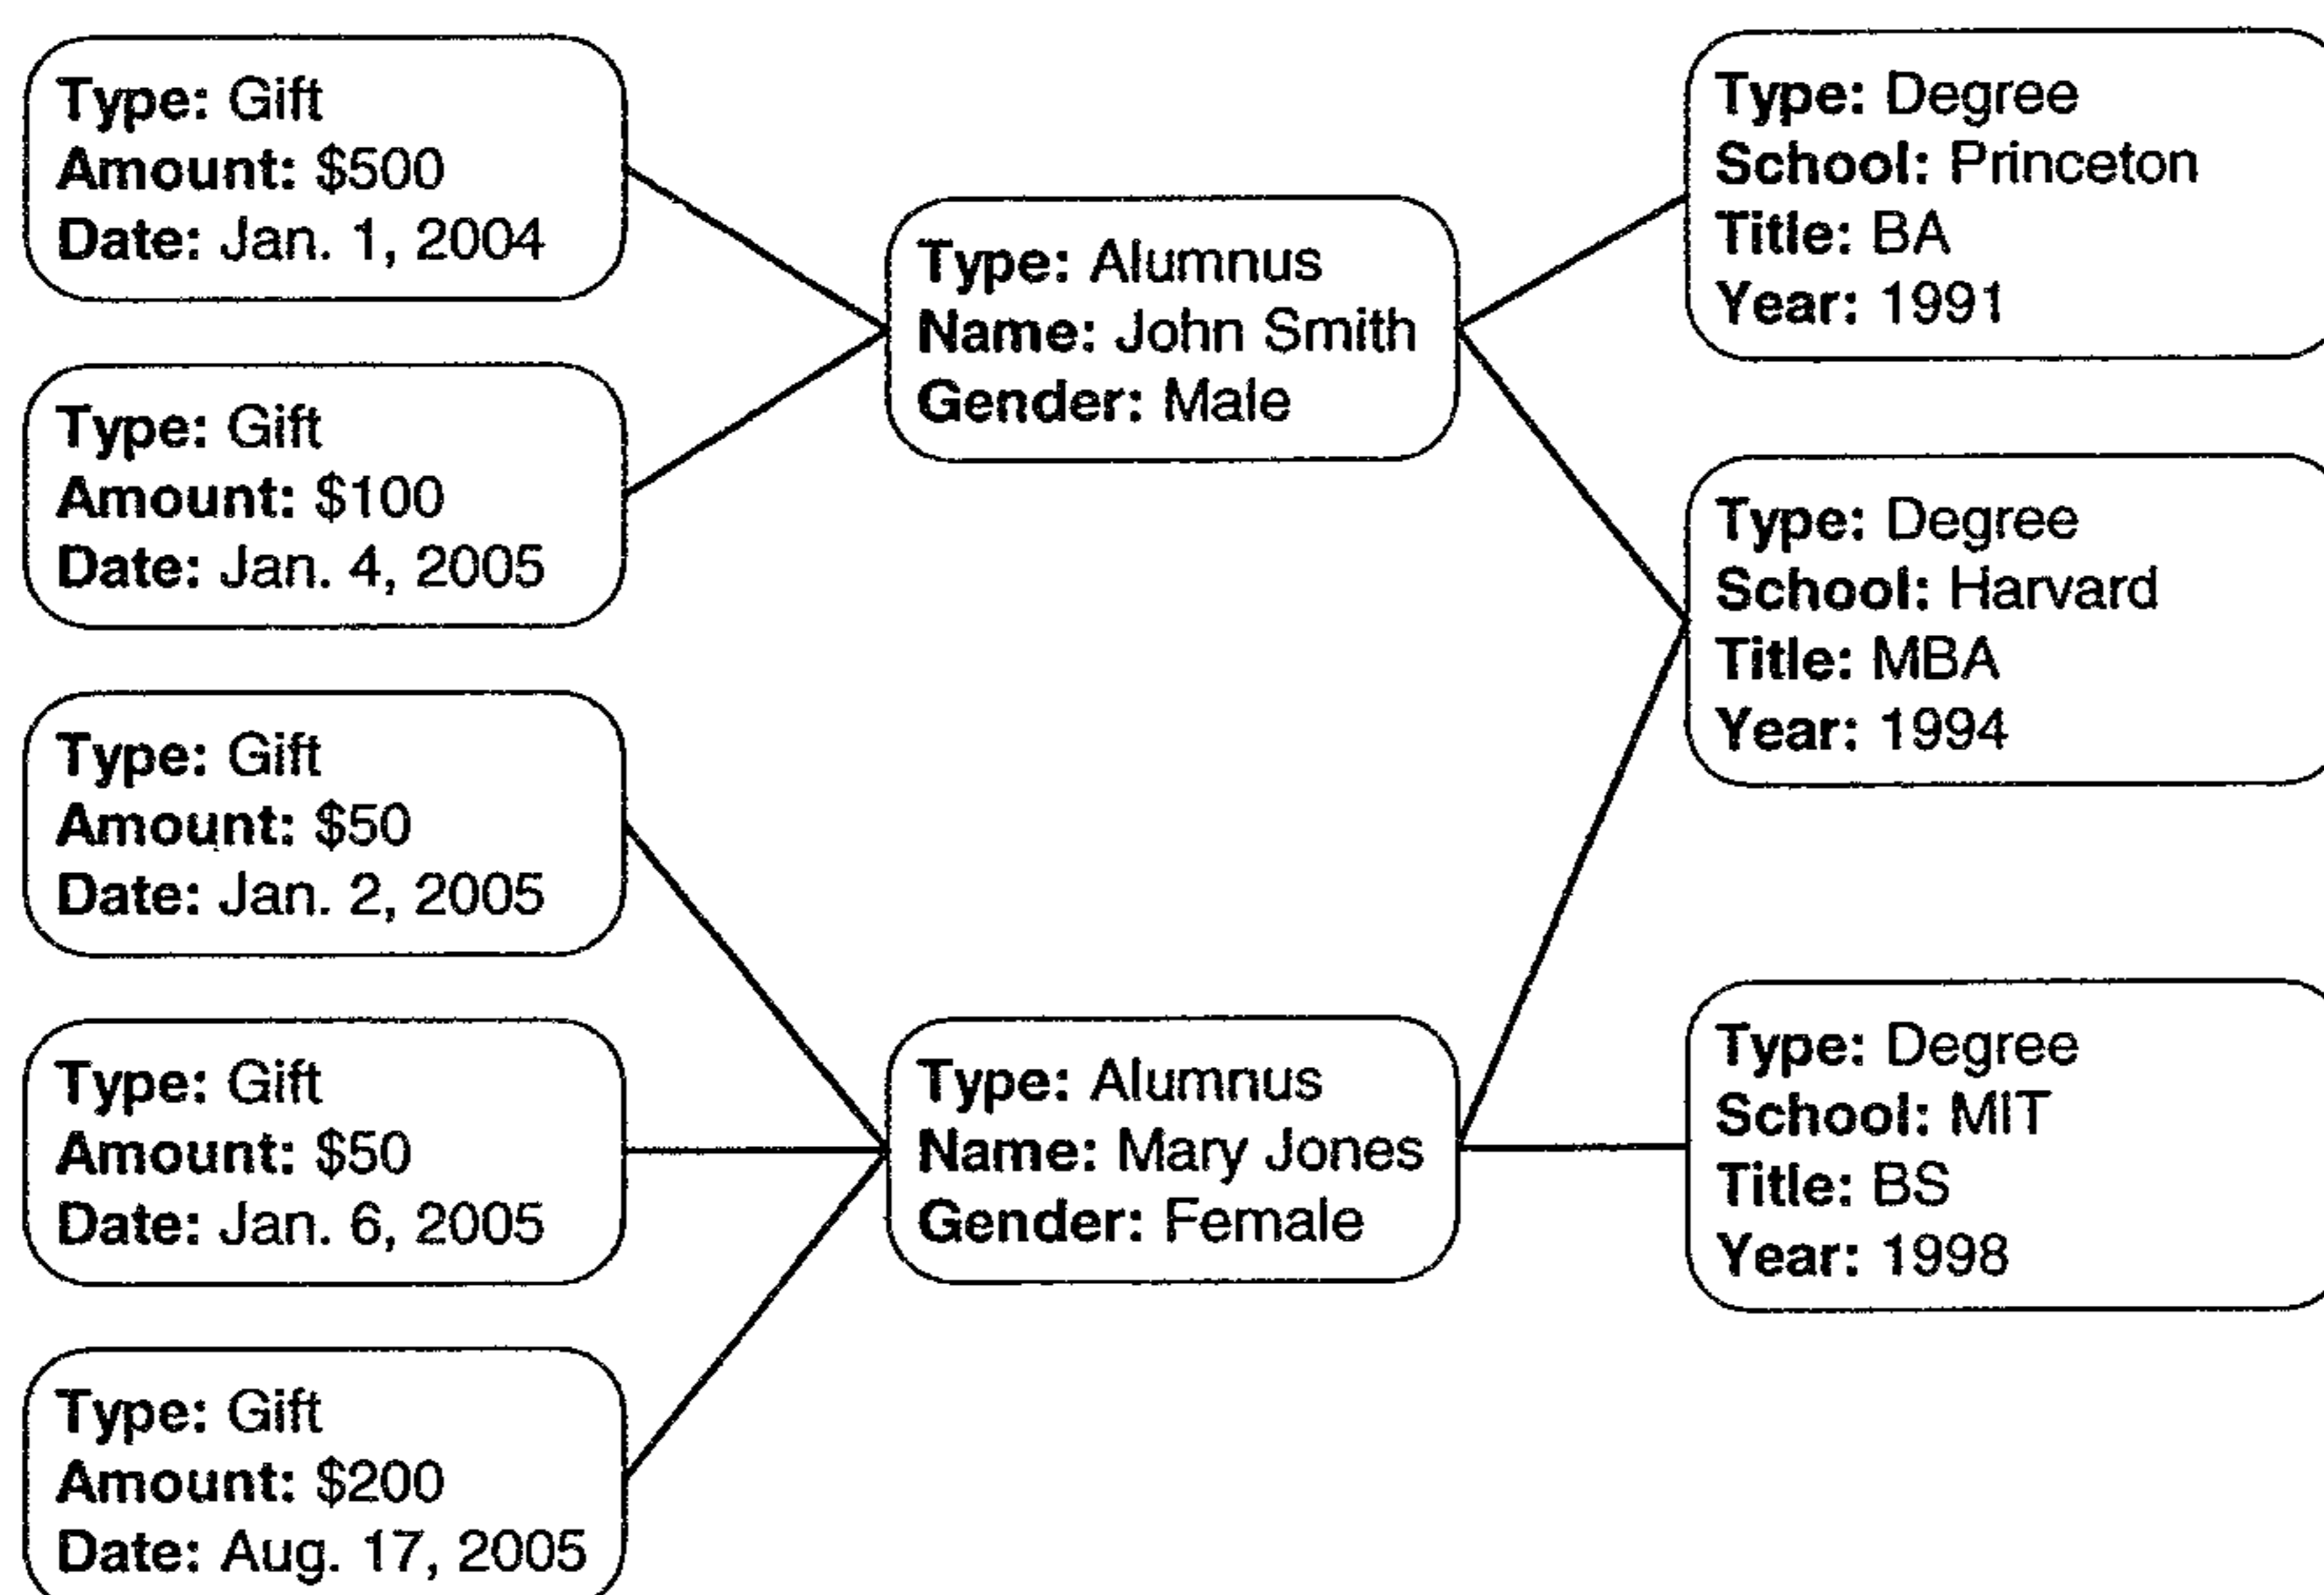 Type: Gift
Amount: $500
Date: Jan. 1, 2004
Type: Gift
Amount: $100
Date: Jan. 4, 2005
Type: Gift
Amount: $50
Date: Jan. 2, 2005
Type: Gift
Amount: $50
Date: Jan. 6, 2005
Type: Gift
Amount: $200
Date: Aug. 17, 2005
Type: Alumnus
Name: John Smith
Gender: Male
Type: Alumnus
Name: Mary Jones
Gender: Female
Type: Degree
School: Princeton
Title: BA
Year: 1991
Type: Degree
School: Harvard
Title: MBA
Year: 1994
Type: Degree
School: MIT
Title: BS
Year: 1998